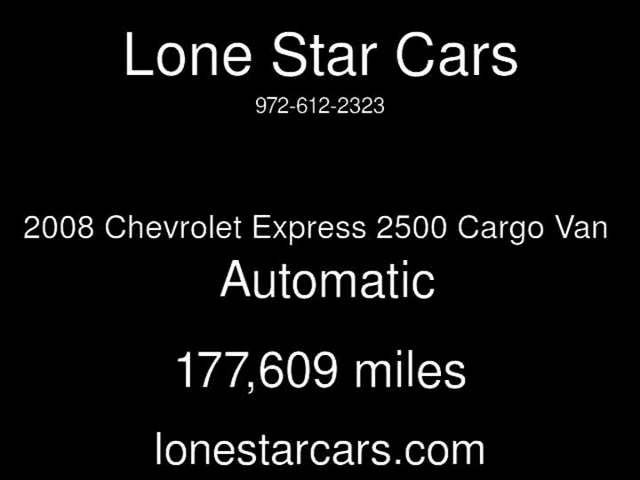 Lone Star Cars
972-612-2323
2008 Chevrolet Express 2500 Cargo Van
Automatic
177,609 miles
lonestarcars.com